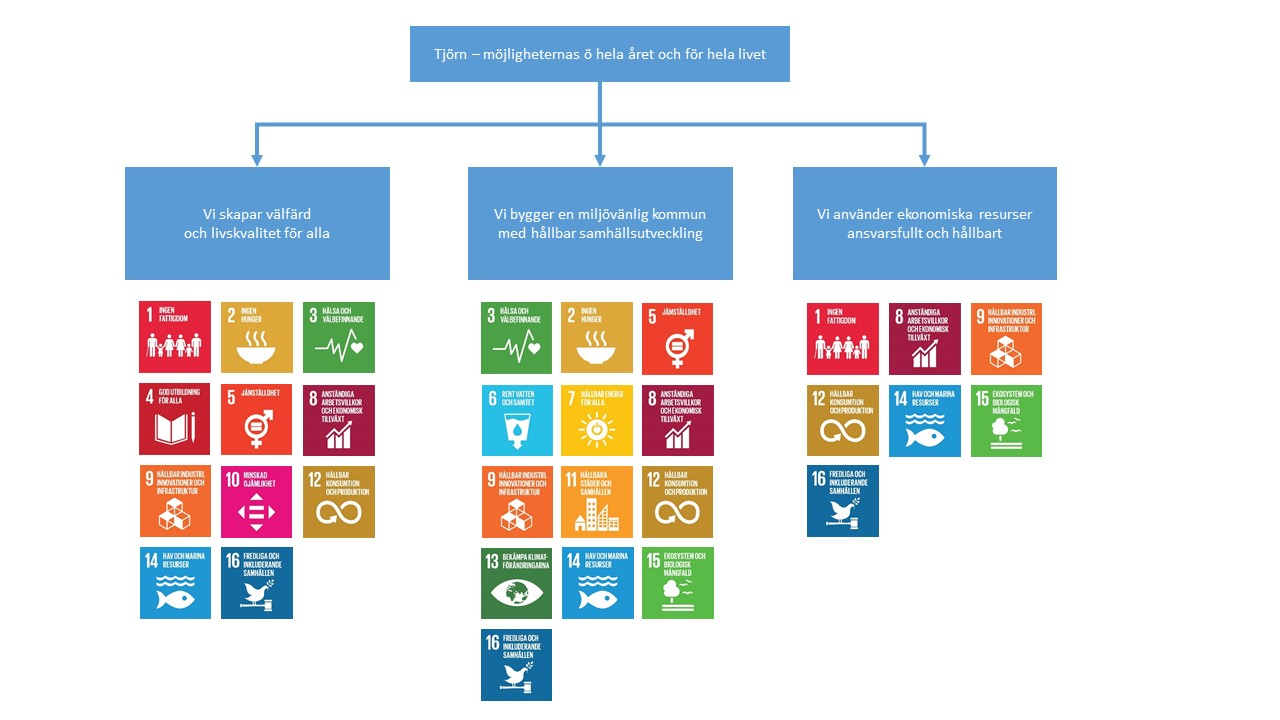 Tjörn – möjligheternas ö hela året och för hela livet
Vi skapar välfärd
och livskvalitet för alla
1 INGEN
FATTIGDOM
2 INGEN
HUNGER
3 HÄLSA OCH
VÄLBEFINNANDE
4 GOD UTBILDNING
FÖR ALLA
5 JÄMSTÄLLDHET
8 ANSTÄNDIGA
ARBETSVILLKOR
OCH EKONOMISK
TILLVÄXT
9 HÅLLBAR INDUSTRI,
INNOVATIONER OCH
INFRASTRUKTUR
10 MINSKAD
OJÄMLIKHET
12 HÅLLBAR
KONSUMTION
OCH PRODUKTION
14 HAV OCH MARINA
RESURSER
16 FREDLIGA OCH
INKLUDERANDE
SAMHÄLLEN
Vi bygger en miljövänlig kommun
med hållbar samhällsutveckling
3 HÄLSA OCH
VÄLBEFINNANDE
2 INGEN
HUNGER
5 JÄMSTÄLLDHET
6 RENT VATTEN
OCH SANITET
7 HÅLLBAR ENERGI
FÖR ALLA
8 ANSTÄNDIGA
ARBETSVILLKOR
OCH EKONOMISK
TILLVÄXT
9 HÅLLBAR INDUSTRI,
INNOVATIONER OCH
INFRASTRUKTUR
11 HÅLLBARA
STÄDER OCH
SAMHÄLLEN
12 HÅLLBAR
KONSUMTION
OCH PRODUKTION
13 BEKÄMPA KLIMAT-
FÖRÄNDRINGARNA
14 HAV OCH MARINA
RESURSER
15 EKOSYSTEM OCH
BIOLOGISK
MÅNGFALD
16 FREDLIGA OCH
INKLUDERANDE
SAMHÄLLEN
Vi använder ekonomiska resurser
ansvarsfullt och hållbart
1 INGEN
FATTIGDOM
8 ANSTÄNDIGA
ARBETSVILLKOR
OCH EKONOMISK
TILLVÄXT
9 HÅLLBAR INDUSTRI,
INNOVATIONER OCH
INFRASTRUKTUR
12 HÅLLBAR
KONSUMTION
OCH PRODUKTION
14 HAV OCH MARINA
RESURSER
15 EKOSYSTEM OCH
BIOLOGISK
MÅNGFALD
16 FREDLIGA OCH
INKLUDERANDE
SAMHÄLLEN